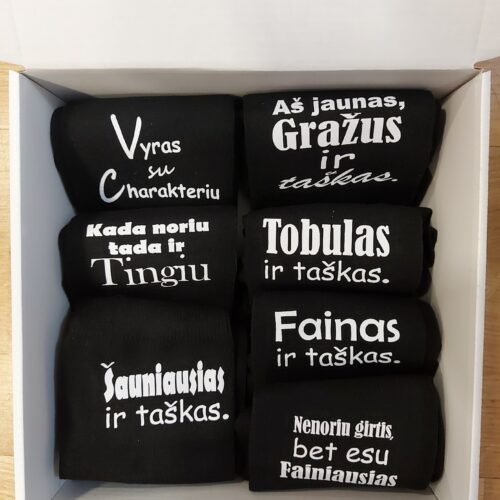 Vyras
su
Charakteriu
Aš jaunas,
Gražus
ir
taškas.
Kada noriu
tada ir
Tingiu
Tobulas
ir taškas.
Šauniausias
ir taškas.
Fainas
ir taškas.
Nenoriu girtis,
bet esu
Fainiausias